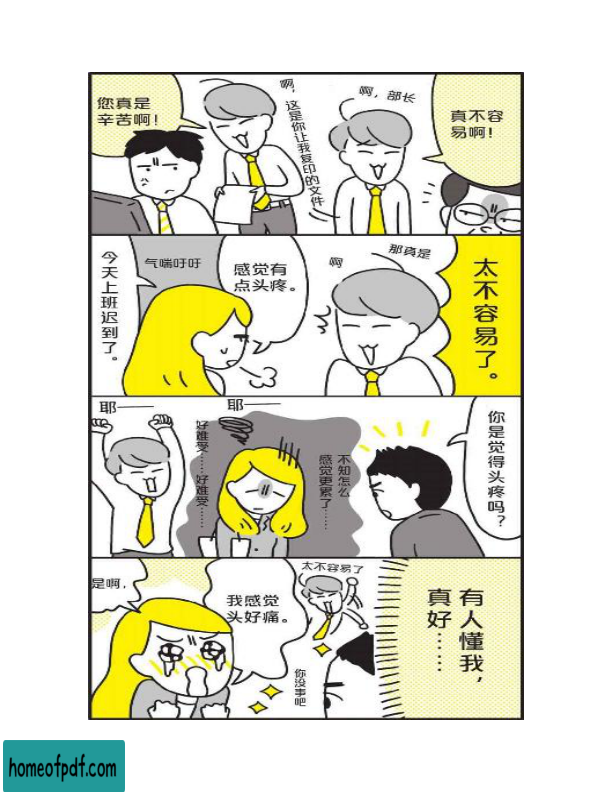 您真是
辛苦啊！
啊，这是你让我复印的文件
啊，部长
真不容
易啊！
今天上班迟到了。
气喘吁吁
感觉有
点头疼。
啊
那真是
太不容易了。
耶——
耶——
好难受……好难受……
不知怎么
感觉更累了……
你是觉得头疼吗？
是啊，
我感觉
头好痛。
太不容易了
你没事吧
有人懂我，
真好……
homeofpdf.com